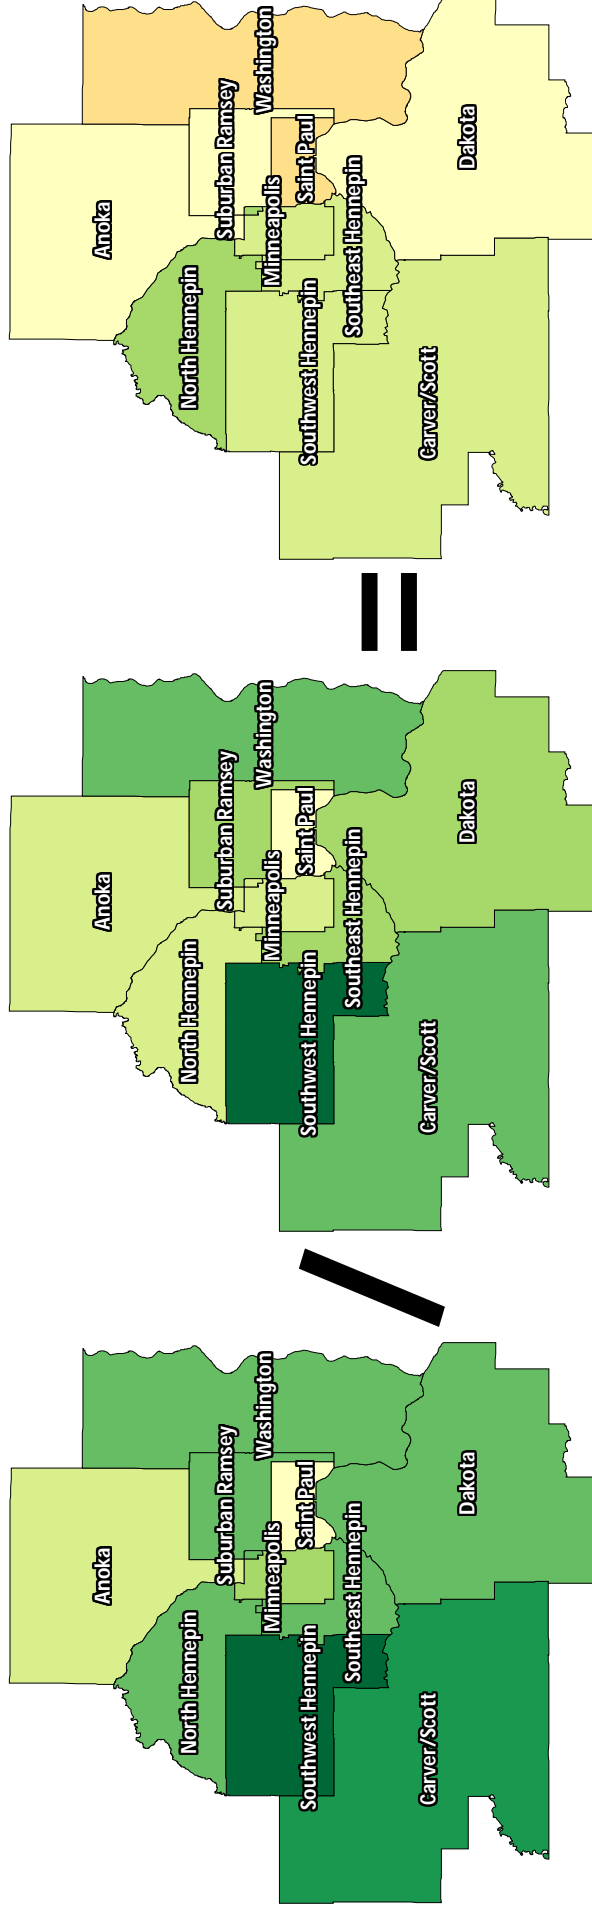 Anoka
North Hennepin
Suburban Ramsey
Washington
Minneapolis
Saint Paul
Southwest Hennepin
Southeast Hennepin
Carver/Scott
Dakota
/
Anoka
North Hennepin
Suburban Ramsey
Washington
Minneapolis
Saint Paul
Southwest Hennepin
Southeast Hennepin
Carver/Scott
Dakota
=
Anoka
North Hennepin
Suburban Ramsey
Washington
Minneapolis
Saint Paul
Southwest Hennepin
Southeast Hennepin
Carver/Scott
Dakota